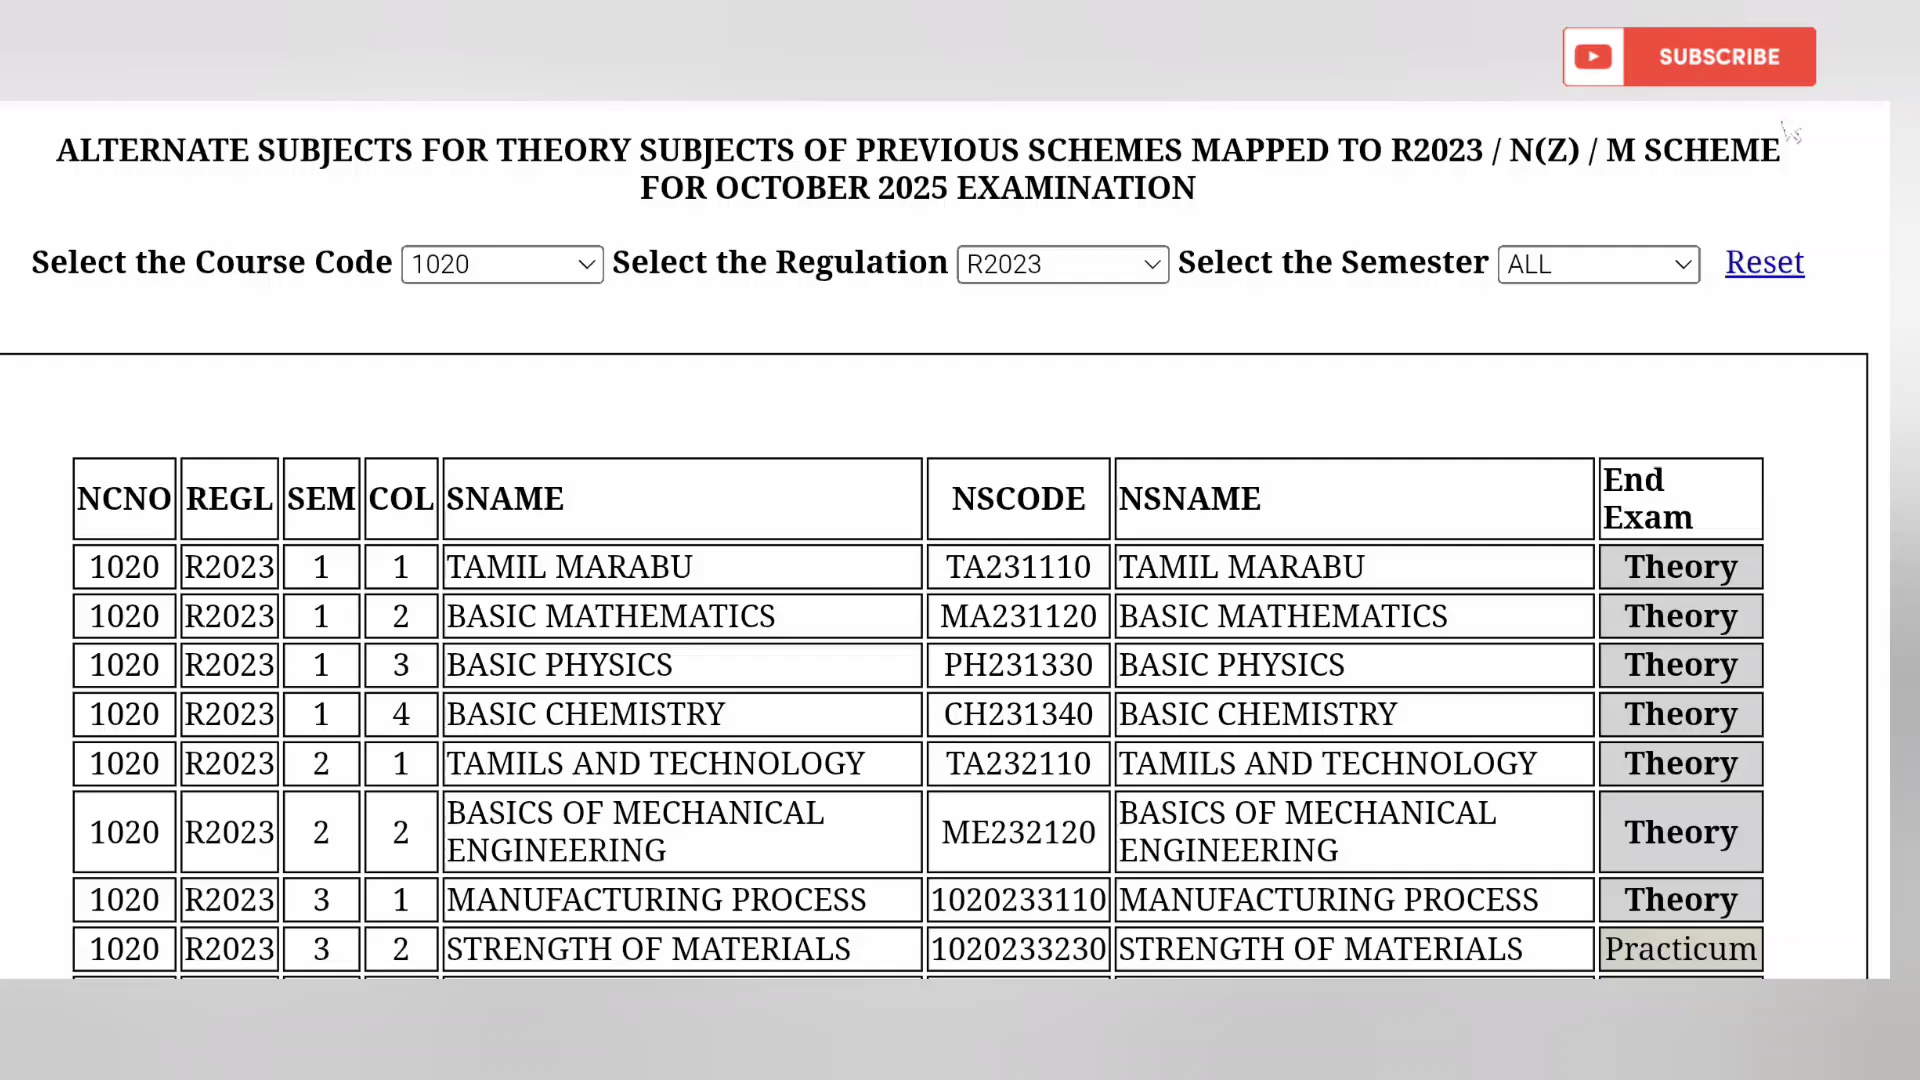 SUBSCRIBE
ALTERNATE SUBJECTS FOR THEORY SUBJECTS OF PREVIOUS SCHEMES MAPPED TO R2023 / N(Z) / M SCHEME
FOR OCTOBER 2025 EXAMINATION
Select the Course Code 1020 Select the Regulation R2023 Select the Semester ALL Reset
NCNO REGL SEM COL SNAME NSCODE NSNAME End Exam
1020 R2023 1 1 TAMIL MARABU TA231110 TAMIL MARABU Theory
1020 R2023 1 2 BASIC MATHEMATICS MA231120 BASIC MATHEMATICS Theory
1020 R2023 1 3 BASIC PHYSICS PH231330 BASIC PHYSICS Theory
1020 R2023 1 4 BASIC CHEMISTRY CH231340 BASIC CHEMISTRY Theory
1020 R2023 2 1 TAMILS AND TECHNOLOGY TA232110 TAMILS AND TECHNOLOGY Theory
1020 R2023 2 2 BASICS OF MECHANICAL ENGINEERING ME232120 BASICS OF MECHANICAL ENGINEERING Theory
1020 R2023 3 1 MANUFACTURING PROCESS 1020233110 MANUFACTURING PROCESS Theory
1020 R2023 3 2 STRENGTH OF MATERIALS 1020233230 STRENGTH OF MATERIALS Practicum